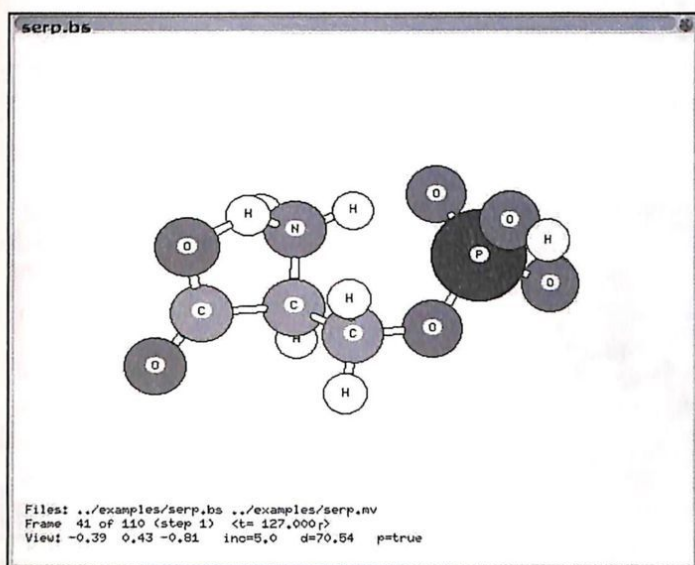 serp.bs
O
H
H
N
O
H
O
P
O
C
C
H
C
O
H
O
H
Files: ../examples/serp.bs ../examples/serp.mv
Frame 41 of 110 (step 1) <t= 127.000r>
View: -0.39 0.43 -0.81 inc=5.0 d=70.54 p=true